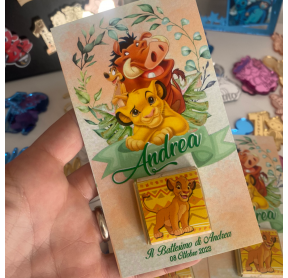 Andrea
Il Battesimo di Andrea
08 Ottobre 2023